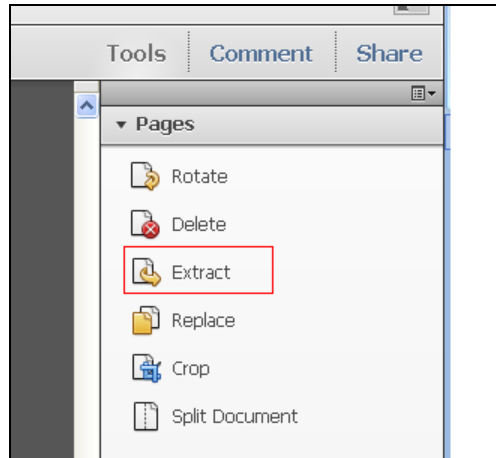 Tools Comment Share
Pages
Rotate
Delete
Extract
Replace
Crop
Split Document